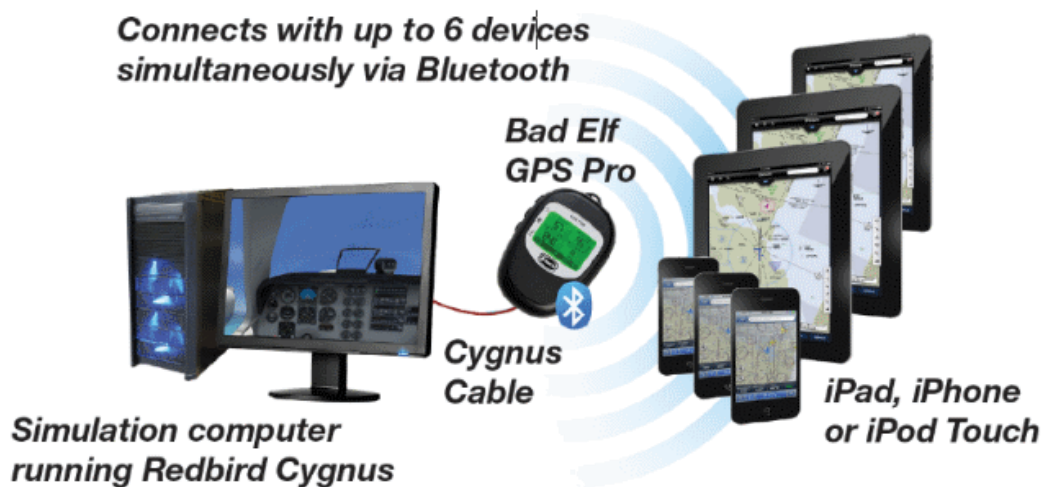 Connects with up to 6 devices
simultaneously via Bluetooth
Bad Elf
GPS Pro
Cygnus
Cable
Simulation computer
running Redbird Cygnus
iPad, iPhone
or iPod Touch